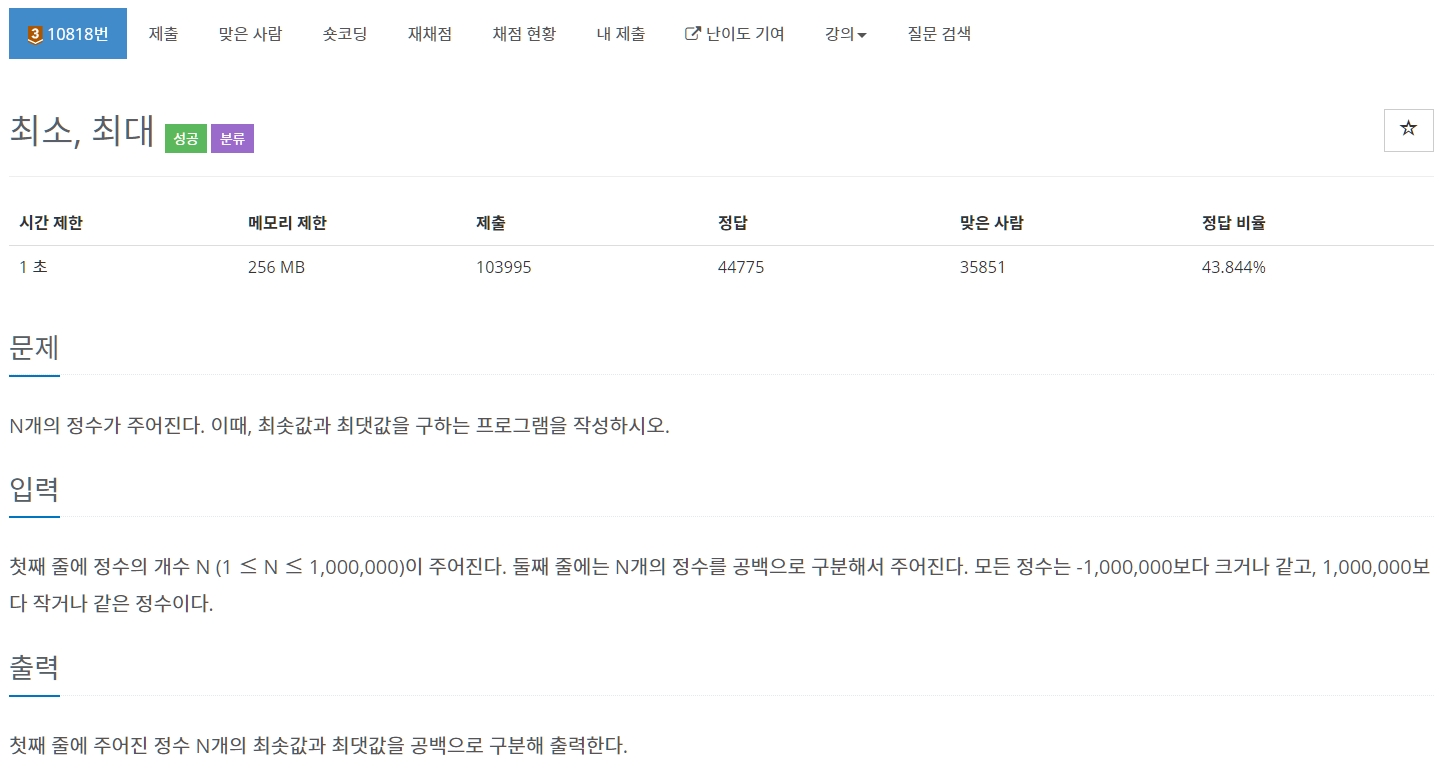 3 10818번 제출 맞은 사람 숏코딩 재채점 채점 현황 내 제출 난이도 기여 강의 질문 검색
최소, 최대 성공 분류
시간 제한 메모리 제한 제출 정답 맞은 사람 정답 비율
1 초 256 MB 103995 44775 35851 43.844%
문제
N개의 정수가 주어진다. 이때, 최솟값과 최댓값을 구하는 프로그램을 작성하시오.
입력
첫째 줄에 정수의 개수 N (1 ≤ N ≤ 1,000,000)이 주어진다. 둘째 줄에는 N개의 정수를 공백으로 구분해서 주어진다. 모든 정수는 -1,000,000보다 크거나 같고, 1,000,000보
다 작거나 같은 정수이다.
출력
첫째 줄에 주어진 정수 N개의 최솟값과 최댓값을 공백으로 구분해 출력한다.